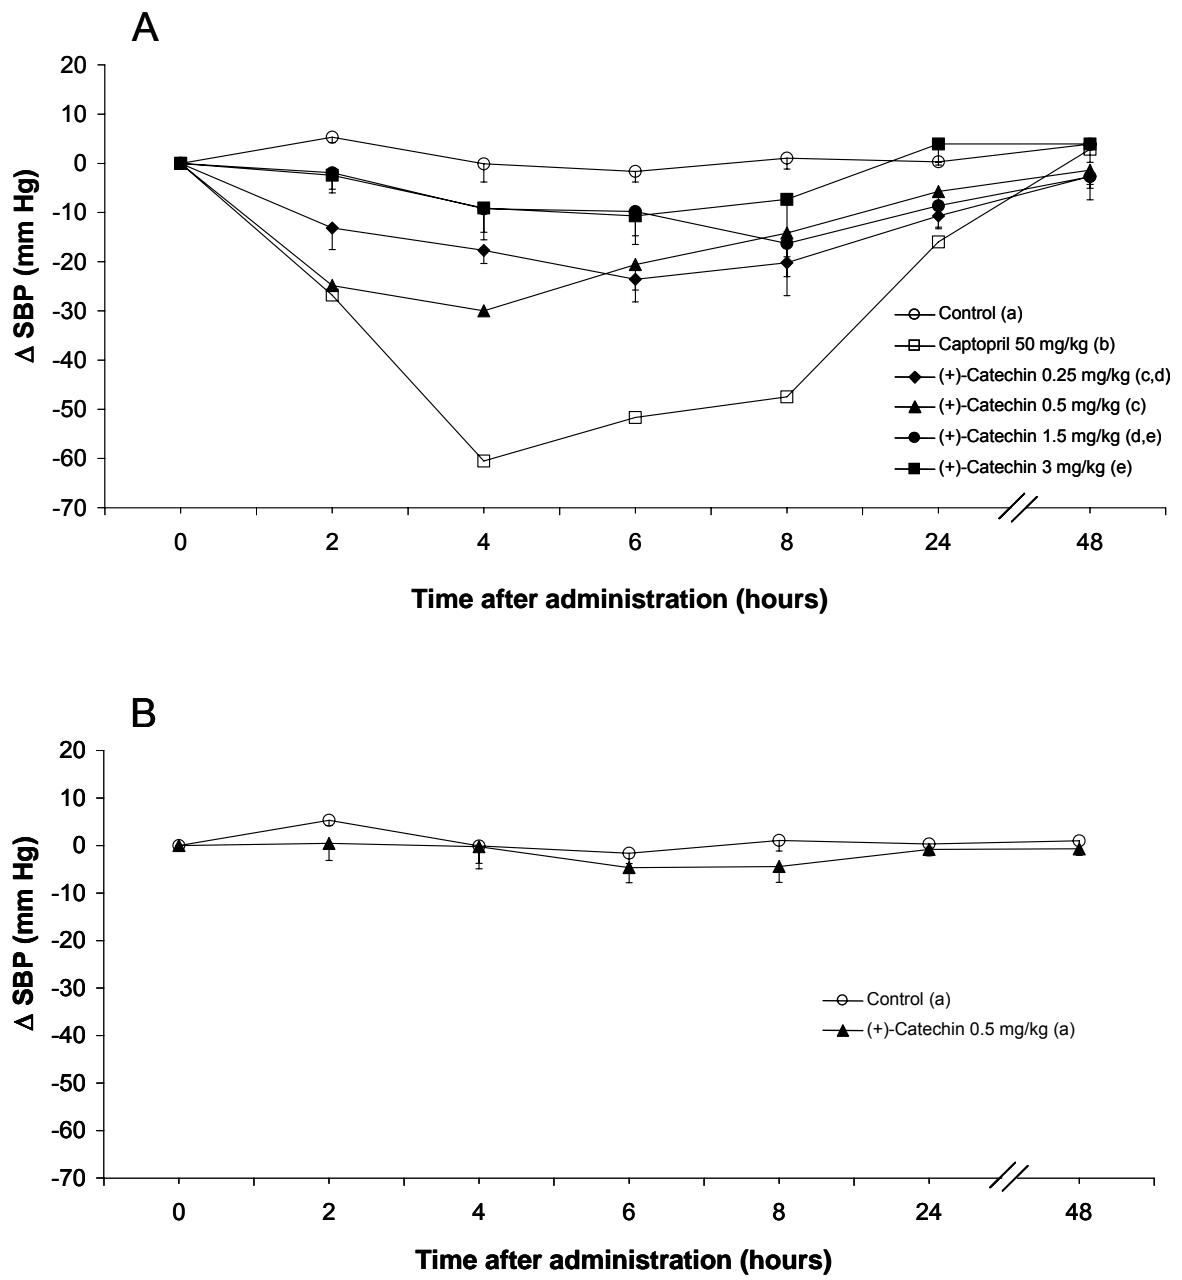 A
20
10
0
-10
-20
-30
-40
-50
-60
-70
Δ SBP (mm Hg)
Control (a)
Captopril 50 mg/kg (b)
(+)-Catechin 0.25 mg/kg (c,d)
(+)-Catechin 0.5 mg/kg (c)
(+)-Catechin 1.5 mg/kg (d,e)
(+)-Catechin 3 mg/kg (e)
0 2 4 6 8 24 48
Time after administration (hours)
B
20
10
0
-10
-20
-30
-40
-50
-60
-70
Δ SBP (mm Hg)
Control (a)
(+)-Catechin 0.5 mg/kg (a)
0 2 4 6 8 24 48
Time after administration (hours)